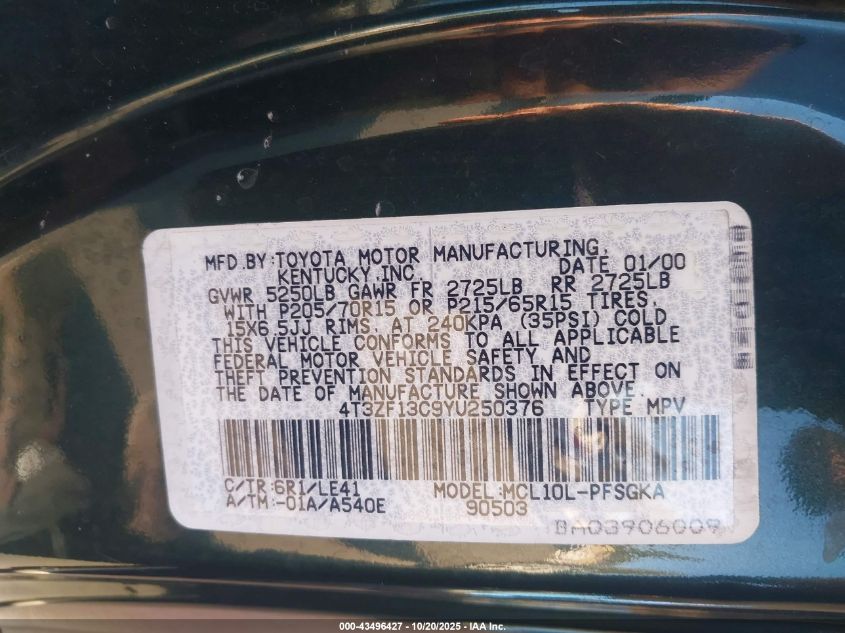 MFD.BY:TOYOTA MOTOR MANUFACTURING,
KENTUCKY,INC. DATE 01/00
GVWR 5250LB GAWR FR 2725LB RR 2725LB
WITH P205/70R15 OR P215/65R15 TIRES,
15X6.5JJ RIMS, AT 240KPA (35PSI) COLD
THIS VEHICLE CONFORMS TO ALL APPLICABLE
FEDERAL MOTOR VEHICLE SAFETY AND
THEFT PREVENTION STANDARDS IN EFFECT ON
THE DATE OF MANUFACTURE SHOWN ABOVE.
4T3ZF13C9YU250376 TYPE MPV
C/TR:6R1/LE41 MODEL:MCL10L-PFSGKA
A/TM:-01A/A540E 90503
BM03906009
000-43496427 - 10/20/2025 - IAA Inc.